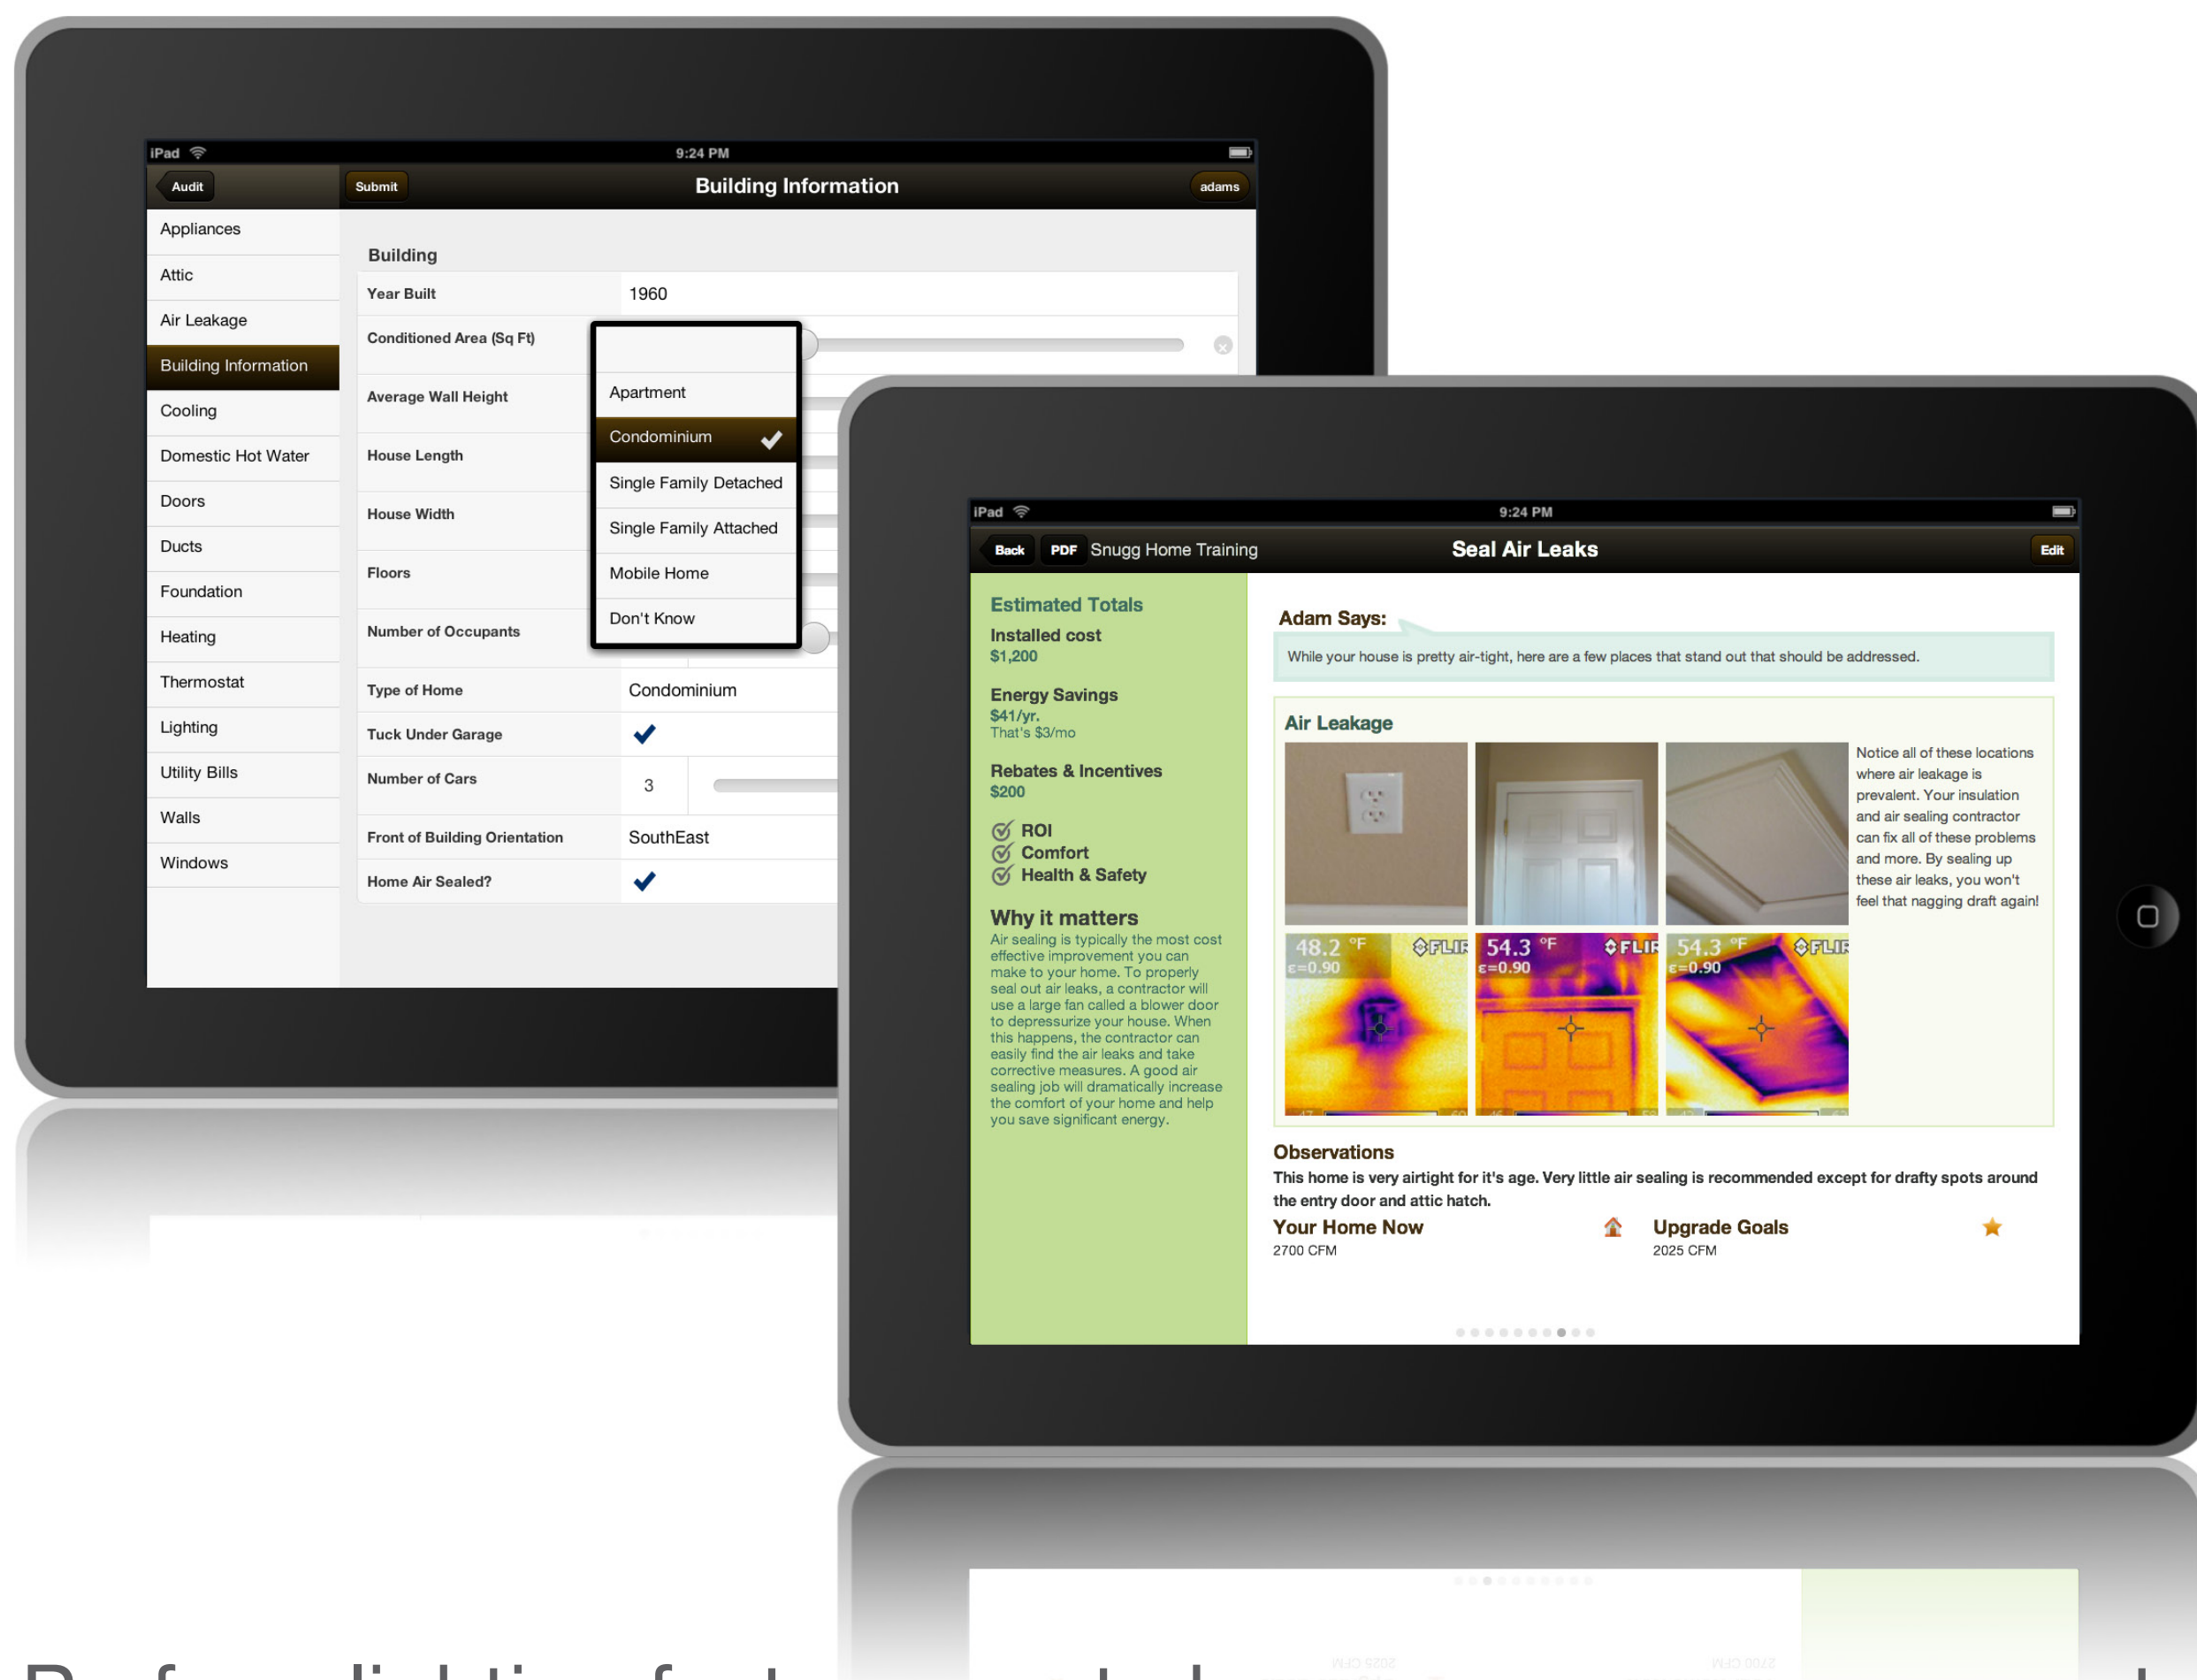 iPad
9:24 PM
Audit
Submit
Building Information
adams
Appliances
Attic
Air Leakage
Building Information
Cooling
Domestic Hot Water
Doors
Ducts
Foundation
Heating
Thermostat
Lighting
Utility Bills
Walls
Windows
Building
Year Built 1960
Conditioned Area (Sq Ft)
Average Wall Height
House Length
House Width
Floors
Number of Occupants
Type of Home Condominium
Tuck Under Garage
Number of Cars 3
Front of Building Orientation SouthEast
Home Air Sealed?
Apartment
Condominium
Single Family Detached
Single Family Attached
Mobile Home
Don't Know
iPad
9:24 PM
Back
PDF
Snugg Home Training
Seal Air Leaks
Edit
Estimated Totals
Installed cost
$1,200
Energy Savings
$41/yr.
That's $3/mo
Rebates & Incentives
$200
ROI
Comfort
Health & Safety
Why it matters
Air sealing is typically the most cost
effective improvement you can
make to your home. To properly
seal out air leaks, a contractor will
use a large fan called a blower door
to depressurize your house. When
this happens, the contractor can
easily find the air leaks and take
corrective measures. A good air
sealing job will dramatically increase
the comfort of your home and help
you save significant energy.
Adam Says:
While your house is pretty air-tight, here are a few places that stand out that should be addressed.
Air Leakage
Notice all of these locations
where air leakage is
prevalent. Your insulation
and air sealing contractor
can fix all of these problems
and more. By sealing up
these air leaks, you won't
feel that nagging draft again!
48.2 °F FLIR
ε=0.90
54.3 °F FLIR
ε=0.90
54.3 °F FLIR
ε=0.90
Observations
This home is very airtight for it's age. Very little air sealing is recommended except for drafty spots around
the entry door and attic hatch.
Your Home Now
2700 CFM
Upgrade Goals
2025 CFM